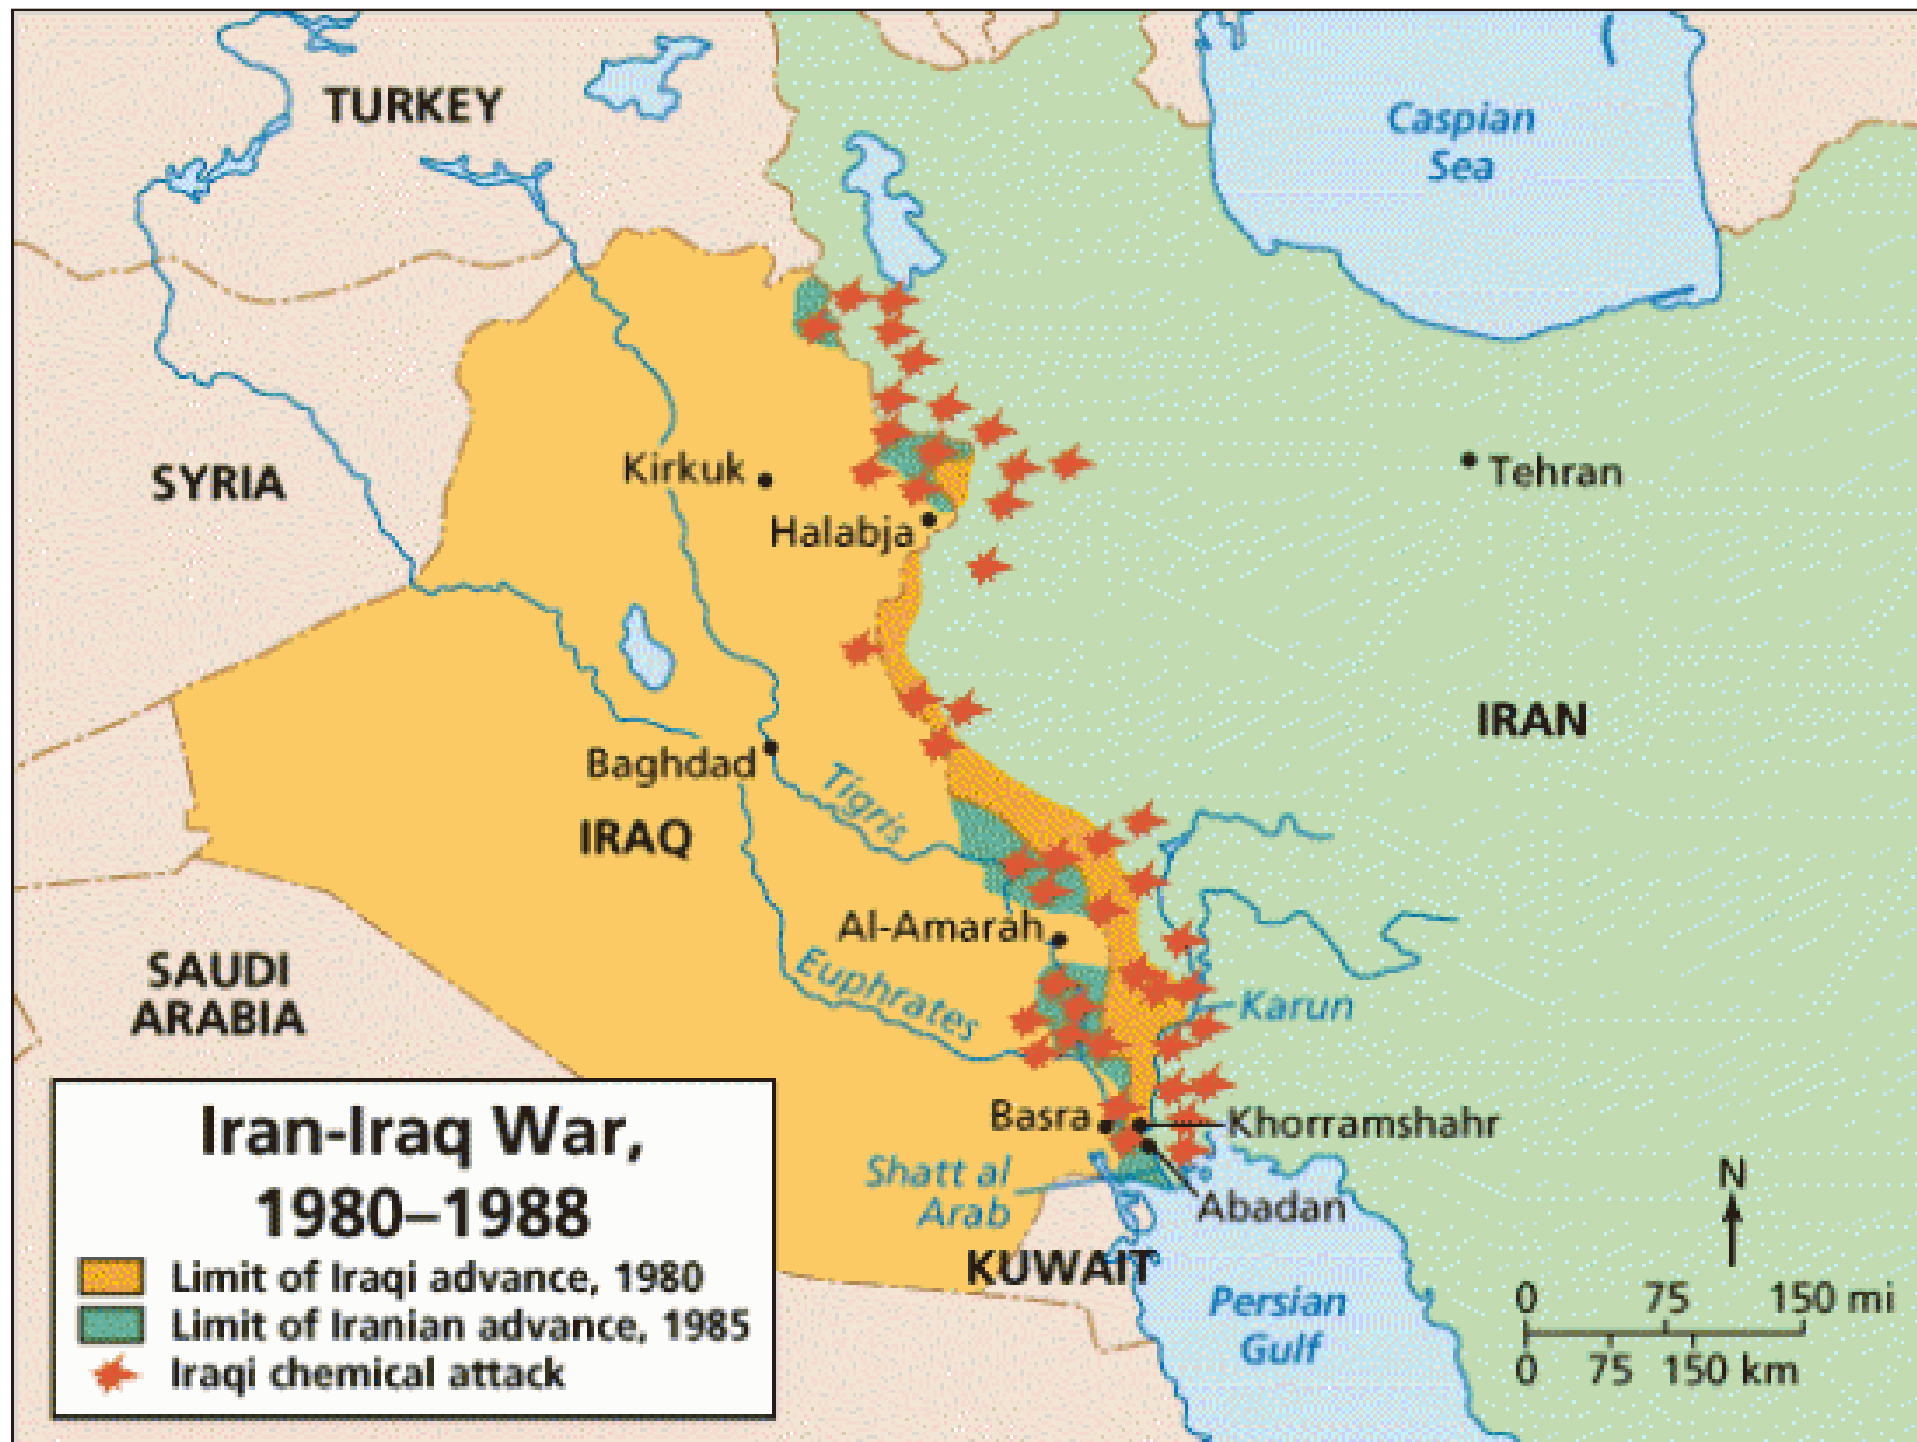 TURKEY
Caspian
Sea
SYRIA
Kirkuk
Halabja
Tehran
IRAN
Baghdad
Tigris
IRAQ
Al-Amarah
Euphrates
Karun
SAUDI
ARABIA
Basra
Khorramshahr
Shatt al
Arab
Abadan
KUWAIT
Persian
Gulf
N
0 75 150 mi
0 75 150 km
Iran-Iraq War,
1980–1988
Limit of Iraqi advance, 1980
Limit of Iranian advance, 1985
Iraqi chemical attack